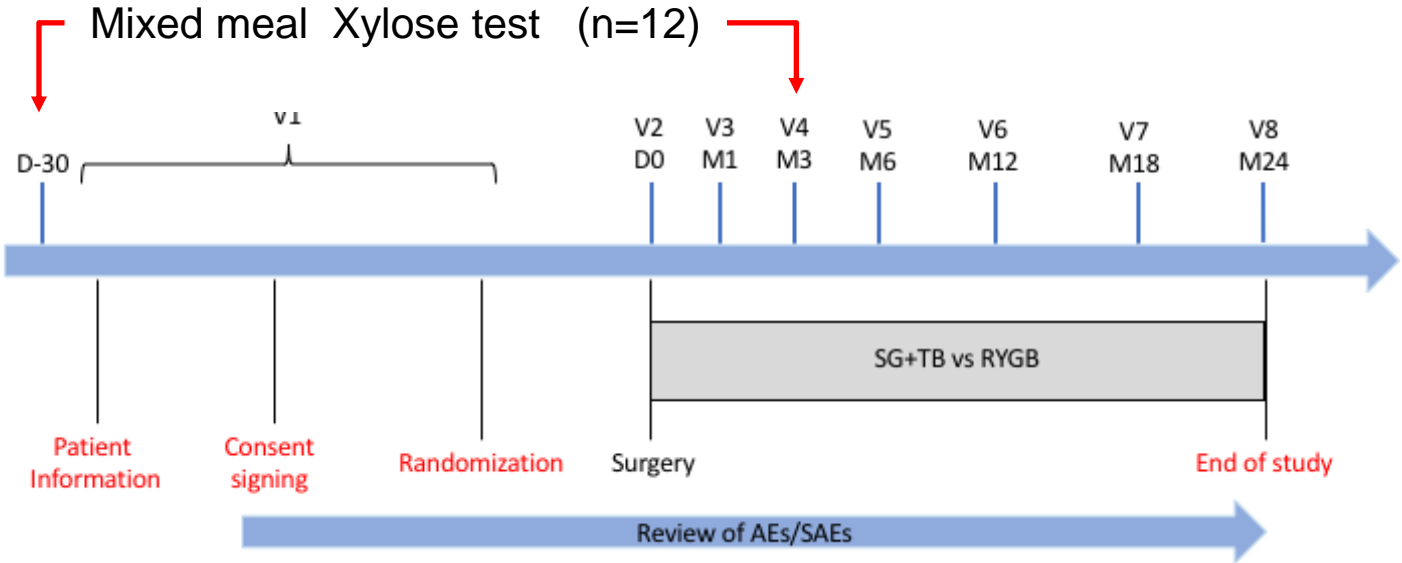 Mixed meal Xylose test (n=12)
V1
D-30
V2
D0
V3
M1
V4
M3
V5
M6
V6
M12
V7
M18
V8
M24
SG+TB vs RYGB
Patient
Information
Consent
signing
Randomization
Surgery
End of study
Review of AEs/SAEs